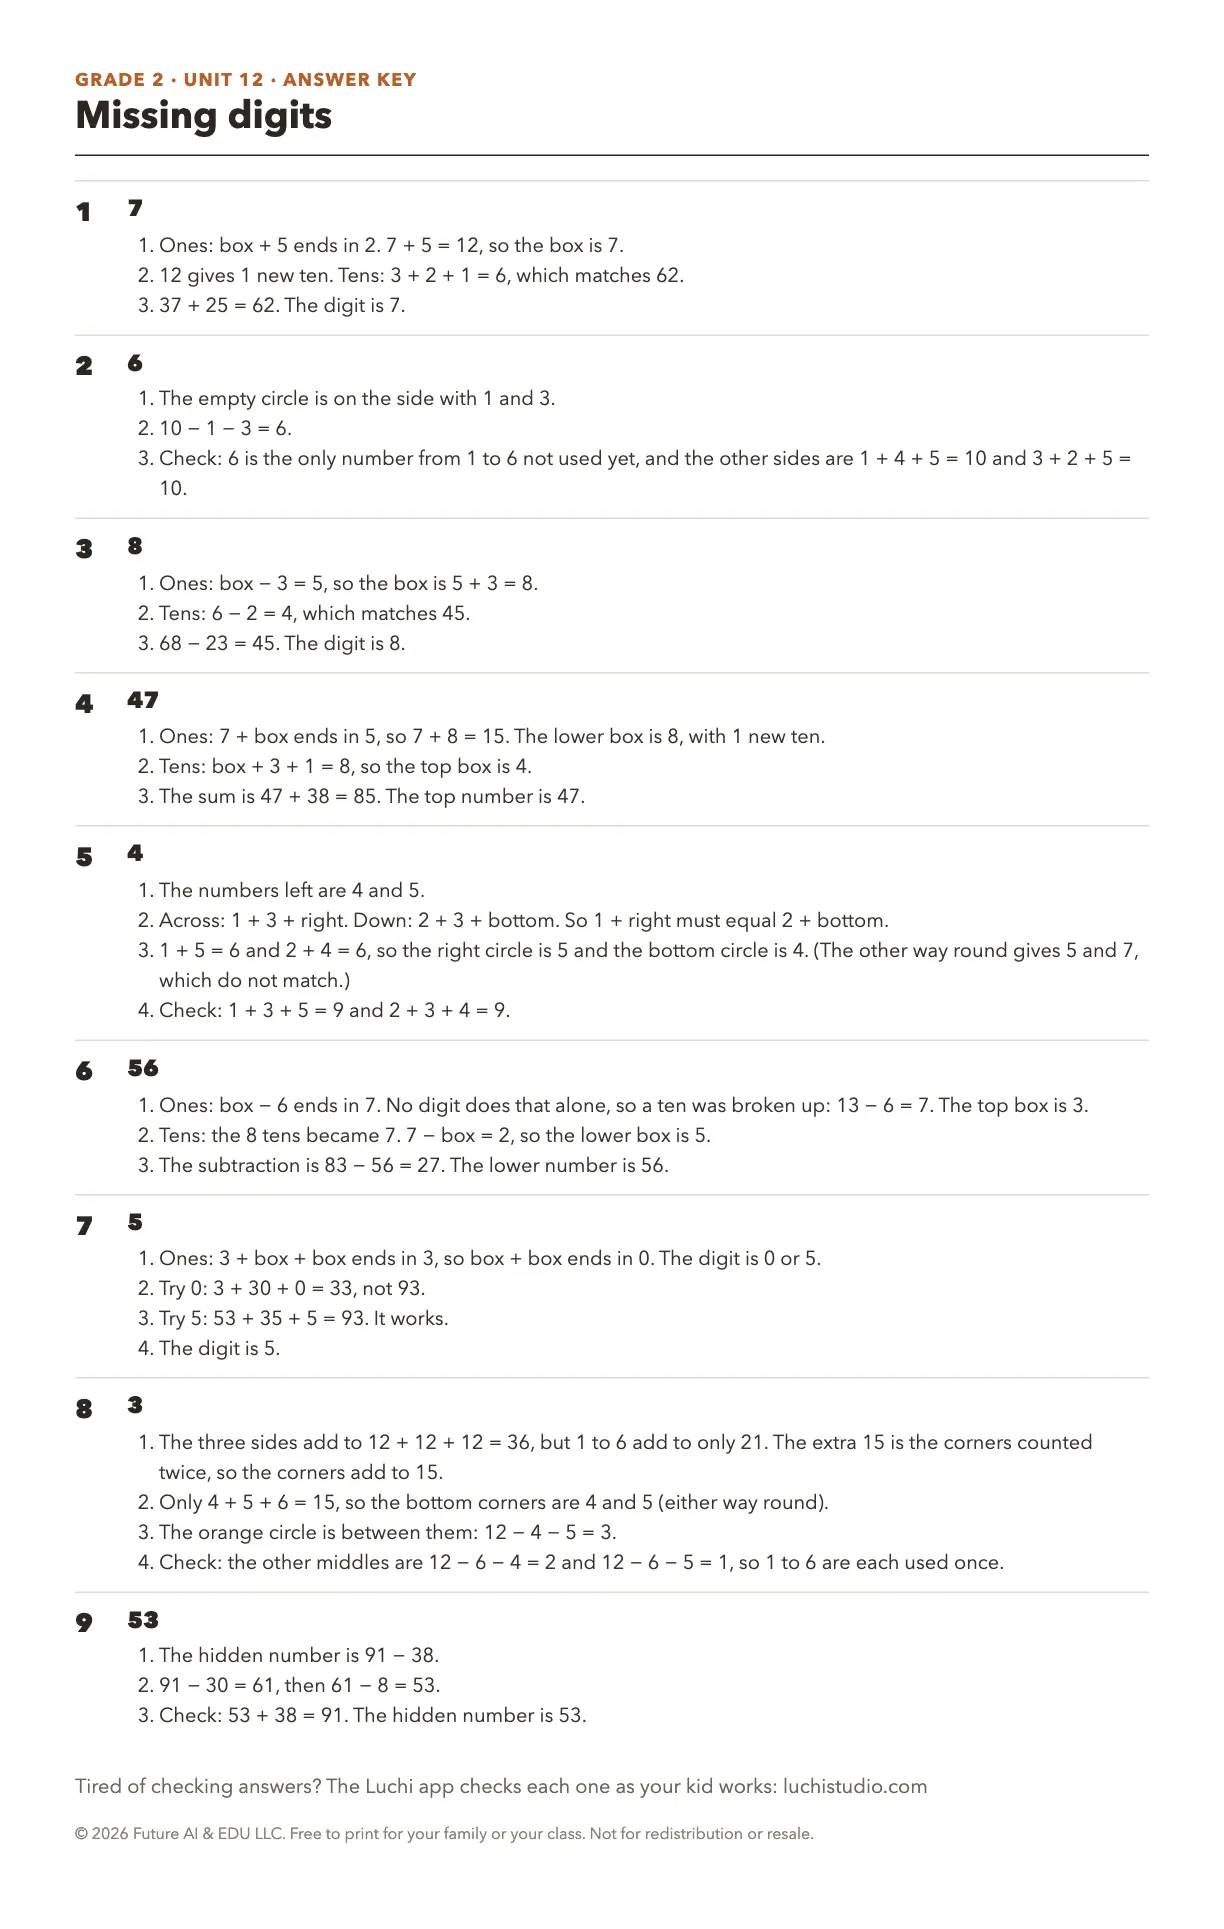 GRADE 2 · UNIT 12 · ANSWER KEY
Missing digits
1 7
1. Ones: box + 5 ends in 2. 7 + 5 = 12, so the box is 7.
2. 12 gives 1 new ten. Tens: 3 + 2 + 1 = 6, which matches 62.
3. 37 + 25 = 62. The digit is 7.
2 6
1. The empty circle is on the side with 1 and 3.
2. 10 − 1 − 3 = 6.
3. Check: 6 is the only number from 1 to 6 not used yet, and the other sides are 1 + 4 + 5 = 10 and 3 + 2 + 5 =
10.
3 8
1. Ones: box − 3 = 5, so the box is 5 + 3 = 8.
2. Tens: 6 − 2 = 4, which matches 45.
3. 68 − 23 = 45. The digit is 8.
4 47
1. Ones: 7 + box ends in 5, so 7 + 8 = 15. The lower box is 8, with 1 new ten.
2. Tens: box + 3 + 1 = 8, so the top box is 4.
3. The sum is 47 + 38 = 85. The top number is 47.
5 4
1. The numbers left are 4 and 5.
2. Across: 1 + 3 + right. Down: 2 + 3 + bottom. So 1 + right must equal 2 + bottom.
3. 1 + 5 = 6 and 2 + 4 = 6, so the right circle is 5 and the bottom circle is 4. (The other way round gives 5 and 7,
which do not match.)
4. Check: 1 + 3 + 5 = 9 and 2 + 3 + 4 = 9.
6 56
1. Ones: box − 6 ends in 7. No digit does that alone, so a ten was broken up: 13 − 6 = 7. The top box is 3.
2. Tens: the 8 tens became 7. 7 − box = 2, so the lower box is 5.
3. The subtraction is 83 − 56 = 27. The lower number is 56.
7 5
1. Ones: 3 + box + box ends in 3, so box + box ends in 0. The digit is 0 or 5.
2. Try 0: 3 + 30 + 0 = 33, not 93.
3. Try 5: 53 + 35 + 5 = 93. It works.
4. The digit is 5.
8 3
1. The three sides add to 12 + 12 + 12 = 36, but 1 to 6 add to only 21. The extra 15 is the corners counted
twice, so the corners add to 15.
2. Only 4 + 5 + 6 = 15, so the bottom corners are 4 and 5 (either way round).
3. The orange circle is between them: 12 − 4 − 5 = 3.
4. Check: the other middles are 12 − 6 − 4 = 2 and 12 − 6 − 5 = 1, so 1 to 6 are each used once.
9 53
1. The hidden number is 91 − 38.
2. 91 − 30 = 61, then 61 − 8 = 53.
3. Check: 53 + 38 = 91. The hidden number is 53.
Tired of checking answers? The Luchi app checks each one as your kid works: luchistudio.com
© 2026 Future AI & EDU LLC. Free to print for your family or your class. Not for redistribution or resale.